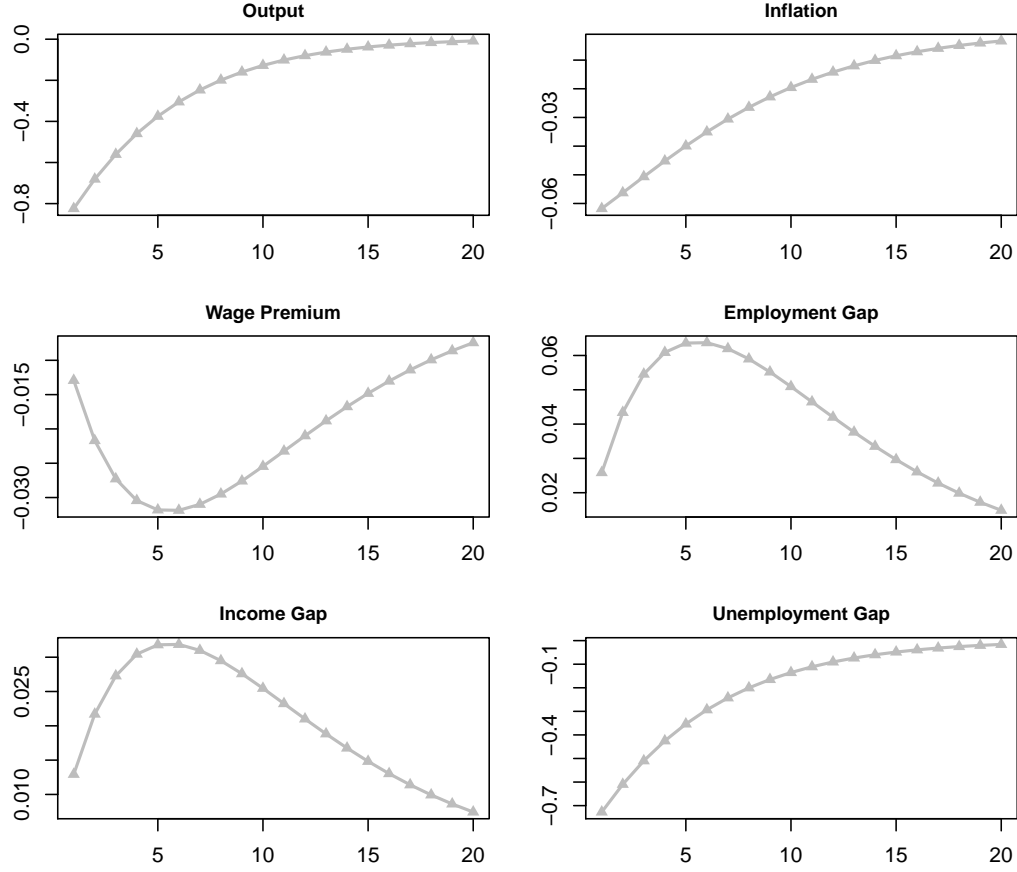 Output
0.0
−0.4
−0.8
5 10 15 20
Inflation
−0.03
−0.06
5 10 15 20
Wage Premium
−0.015
−0.030
5 10 15 20
Employment Gap
0.06
0.04
0.02
5 10 15 20
Income Gap
0.025
0.010
5 10 15 20
Unemployment Gap
−0.1
−0.4
−0.7
5 10 15 20